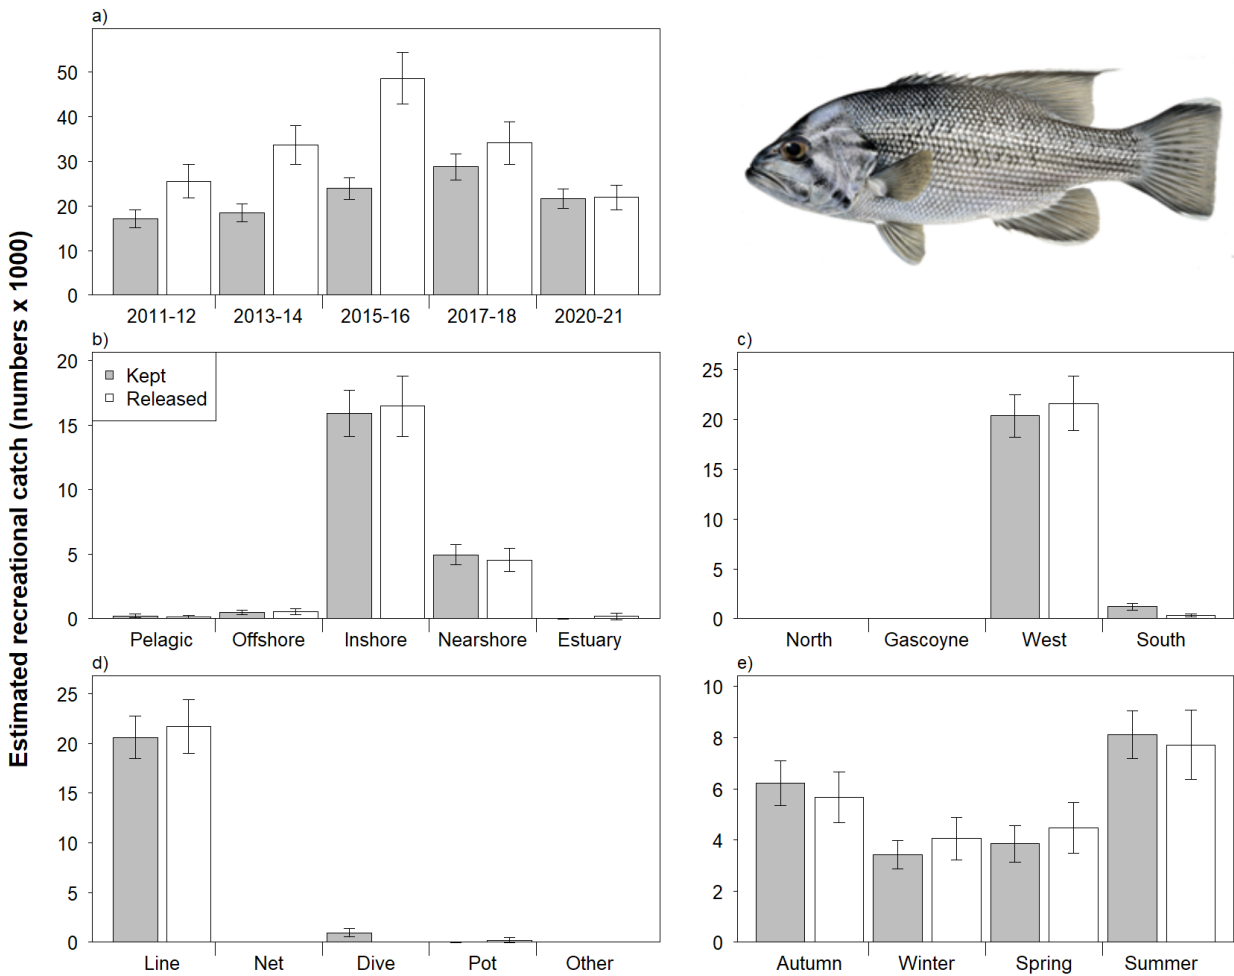 Estimated recreational catch (numbers x 1000)
a)
50
40
30
20
10
0
2011-12 2013-14 2015-16 2017-18 2020-21
b)
20
15
10
5
0
Kept
Released
Pelagic Offshore Inshore Nearshore Estuary
c)
25
20
15
10
5
0
North Gascoyne West South
d)
25
20
15
10
5
0
Line Net Dive Pot Other
e)
10
8
6
4
2
0
Autumn Winter Spring Summer